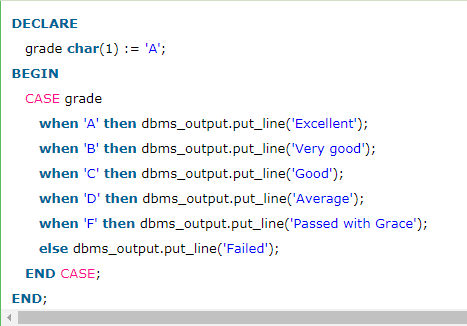 DECLARE
grade char(1) := 'A';
BEGIN
CASE grade
when 'A' then dbms_output.put_line('Excellent');
when 'B' then dbms_output.put_line('Very good');
when 'C' then dbms_output.put_line('Good');
when 'D' then dbms_output.put_line('Average');
when 'F' then dbms_output.put_line('Passed with Grace');
else dbms_output.put_line('Failed');
END CASE;
END;